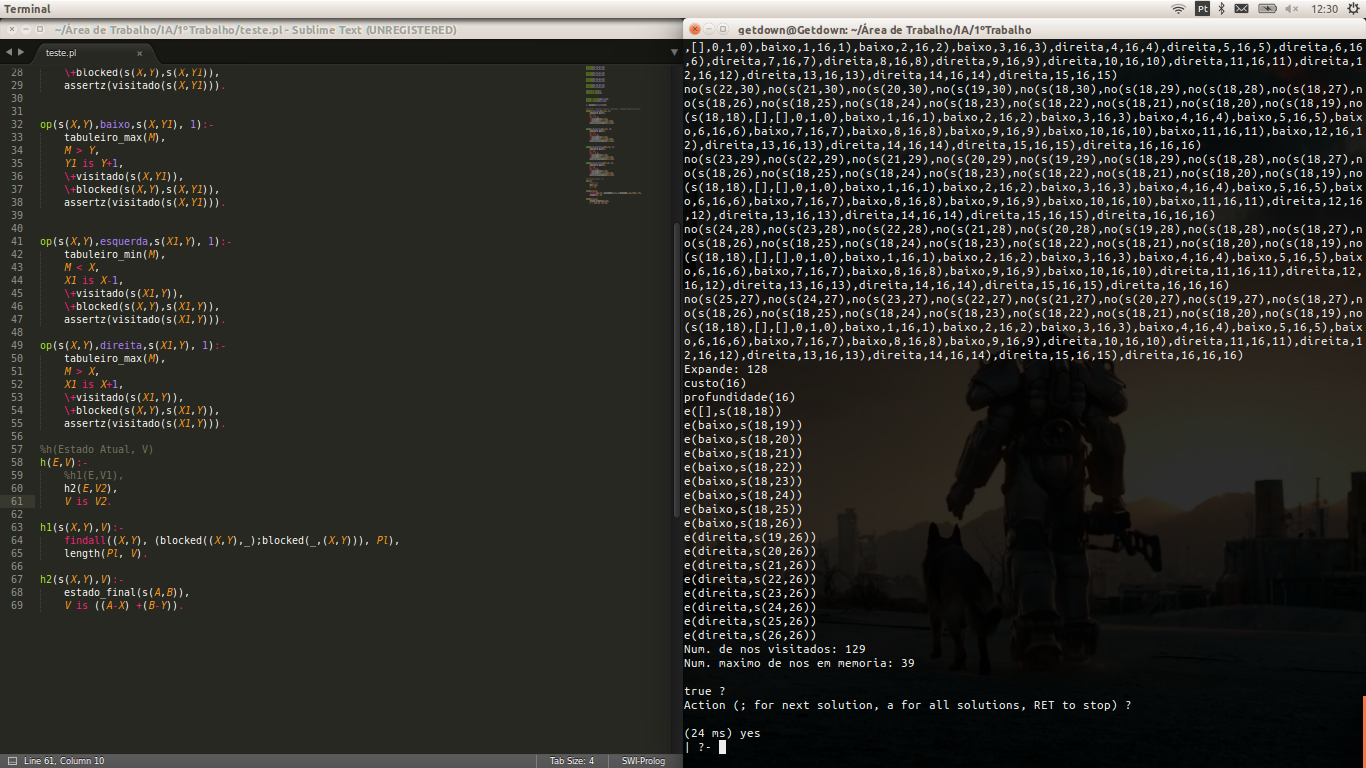 Terminal
Pt
12:30
~/Área de Trabalho/IA/1ºTrabalho/teste.pl - Sublime Text (UNREGISTERED)
teste.pl
28 \+blocked(s(X,Y),s(X,Y1)),
29 assertz(visitado(s(X,Y1))).
30
31
32 op(s(X,Y),baixo,s(X,Y1), 1):-
33 tabuleiro_max(M),
34 M > Y,
35 Y1 is Y+1,
36 \+visitado(s(X,Y1)),
37 \+blocked(s(X,Y),s(X,Y1)),
38 assertz(visitado(s(X,Y1))).
39
40
41 op(s(X,Y),esquerda,s(X1,Y), 1):-
42 tabuleiro_min(M),
43 M < X,
44 X1 is X-1,
45 \+visitado(s(X1,Y)),
46 \+blocked(s(X,Y),s(X1,Y)),
47 assertz(visitado(s(X1,Y))).
48
49 op(s(X,Y),direita,s(X1,Y), 1):-
50 tabuleiro_max(M),
51 M > X,
52 X1 is X+1,
53 \+visitado(s(X1,Y)),
54 \+blocked(s(X,Y),s(X1,Y)),
55 assertz(visitado(s(X1,Y))).
56
57 %h(Estado Atual, V)
58 h(E,V):-
59 %h1(E,V1),
60 h2(E,V2),
61 V is V2.
62
63 h1(s(X,Y),V):-
64 findall((X,Y), (blocked((X,Y),_);blocked(_,(X,Y))), Pl),
65 length(Pl, V).
66
67 h2(s(X,Y),V):-
68 estado_final(s(A,B)),
69 V is ((A-X) +(B-Y)).
Line 61, Column 10
Tab Size: 4
SWI-Prolog
getdown@Getdown: ~/Área de Trabalho/IA/1ºTrabalho
,[],0,1,0),baixo,1,16,1),baixo,2,16,2),baixo,3,16,3),direita,4,16,4),direita,5,16,5),direita,6,16
,6),direita,7,16,7),direita,8,16,8),direita,9,16,9),direita,10,16,10),direita,11,16,11),direita,1
2,16,12),direita,13,16,13),direita,14,16,14),direita,15,16,15)
no(s(22,30),no(s(21,30),no(s(20,30),no(s(19,30),no(s(18,30),no(s(18,29),no(s(18,28),no(s(18,27),no
(s(18,26),no(s(18,25),no(s(18,24),no(s(18,23),no(s(18,22),no(s(18,21),no(s(18,20),no(s(18,19),no
(s(18,18),[],[],0,1,0),baixo,1,16,1),baixo,2,16,2),baixo,3,16,3),baixo,4,16,4),baixo,5,16,5),baixo
,6,16,6),baixo,7,16,7),baixo,8,16,8),baixo,9,16,9),baixo,10,16,10),baixo,11,16,11),baixo,12,16,12
),direita,13,16,13),direita,14,16,14),direita,15,16,15),direita,16,16,16)
no(s(23,29),no(s(22,29),no(s(21,29),no(s(20,29),no(s(19,29),no(s(18,29),no(s(18,28),no(s(18,27),no
(s(18,26),no(s(18,25),no(s(18,24),no(s(18,23),no(s(18,22),no(s(18,21),no(s(18,20),no(s(18,19),no
(s(18,18),[],[],0,1,0),baixo,1,16,1),baixo,2,16,2),baixo,3,16,3),baixo,4,16,4),baixo,5,16,5),baixo
,6,16,6),baixo,7,16,7),baixo,8,16,8),baixo,9,16,9),baixo,10,16,10),baixo,11,16,11),direita,12,16
,12),direita,13,16,13),direita,14,16,14),direita,15,16,15),direita,16,16,16)
no(s(24,28),no(s(23,28),no(s(22,28),no(s(21,28),no(s(20,28),no(s(19,28),no(s(18,28),no(s(18,27),no
(s(18,26),no(s(18,25),no(s(18,24),no(s(18,23),no(s(18,22),no(s(18,21),no(s(18,20),no(s(18,19),no
(s(18,18),[],[],0,1,0),baixo,1,16,1),baixo,2,16,2),baixo,3,16,3),baixo,4,16,4),baixo,5,16,5),baixo
,6,16,6),baixo,7,16,7),baixo,8,16,8),baixo,9,16,9),baixo,10,16,10),direita,11,16,11),direita,12,
16,12),direita,13,16,13),direita,14,16,14),direita,15,16,15),direita,16,16,16)
no(s(25,27),no(s(24,27),no(s(23,27),no(s(22,27),no(s(21,27),no(s(20,27),no(s(19,27),no(s(18,27),no
(s(18,26),no(s(18,25),no(s(18,24),no(s(18,23),no(s(18,22),no(s(18,21),no(s(18,20),no(s(18,19),no
(s(18,18),[],[],0,1,0),baixo,1,16,1),baixo,2,16,2),baixo,3,16,3),baixo,4,16,4),baixo,5,16,5),baixo
,6,16,6),baixo,7,16,7),baixo,8,16,8),baixo,9,16,9),direita,10,16,10),direita,11,16,11),direita,1
2,16,12),direita,13,16,13),direita,14,16,14),direita,15,16,15),direita,16,16,16)
Expande: 128
custo(16)
profundidade(16)
e([],s(18,18))
e(baixo,s(18,19))
e(baixo,s(18,20))
e(baixo,s(18,21))
e(baixo,s(18,22))
e(baixo,s(18,23))
e(baixo,s(18,24))
e(baixo,s(18,25))
e(baixo,s(18,26))
e(direita,s(19,26))
e(direita,s(20,26))
e(direita,s(21,26))
e(direita,s(22,26))
e(direita,s(23,26))
e(direita,s(24,26))
e(direita,s(25,26))
e(direita,s(26,26))
Num. de nos visitados: 129
Num. maximo de nos em memoria: 39
true ?
Action (; for next solution, a for all solutions, RET to stop) ?
(24 ms) yes
| ?-